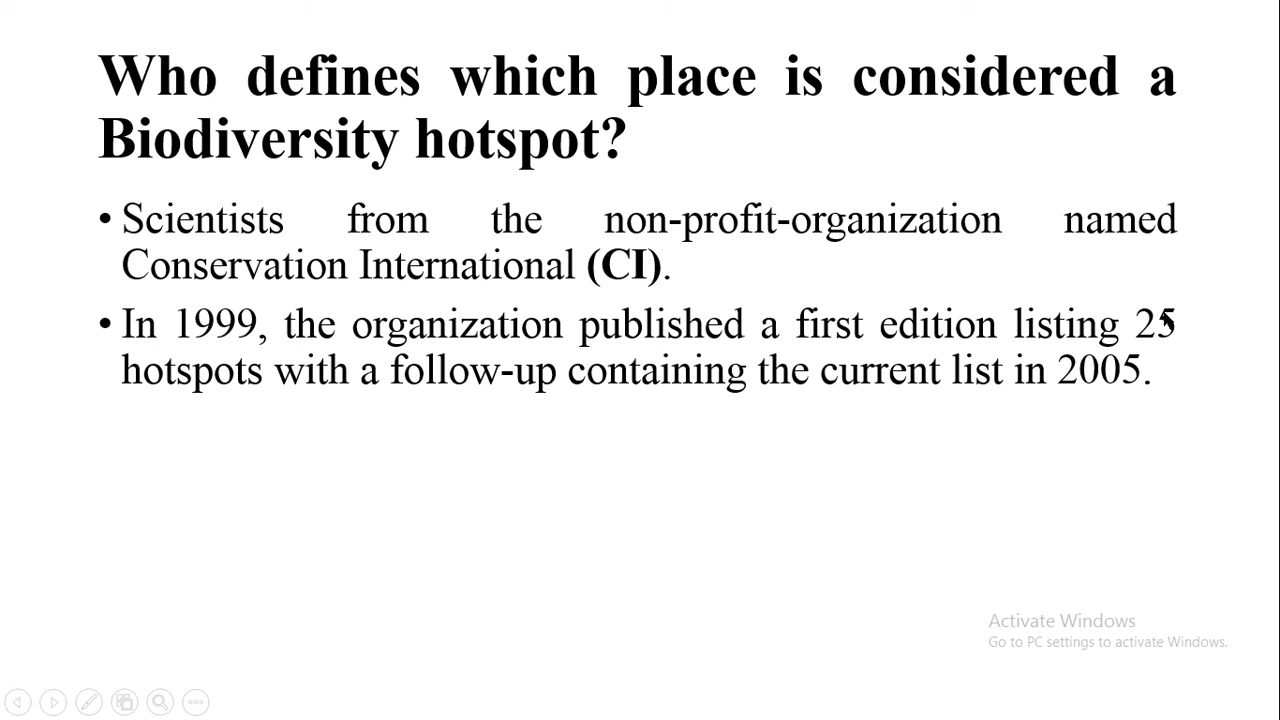 Who defines which place is considered a
Biodiversity hotspot?
• Scientists from the non-profit-organization named
Conservation International (CI).
• In 1999, the organization published a first edition listing 25
hotspots with a follow-up containing the current list in 2005.
Activate Windows
Go to PC settings to activate Windows.